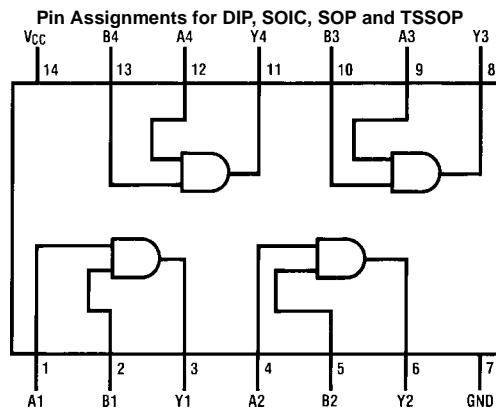 Pin Assignments for DIP, SOIC, SOP and TSSOP
VCC B4 A4 Y4 B3 A3 Y3
14 13 12 11 10 9 8
1 2 3 4 5 6 7
A1 B1 Y1 A2 B2 Y2 GND